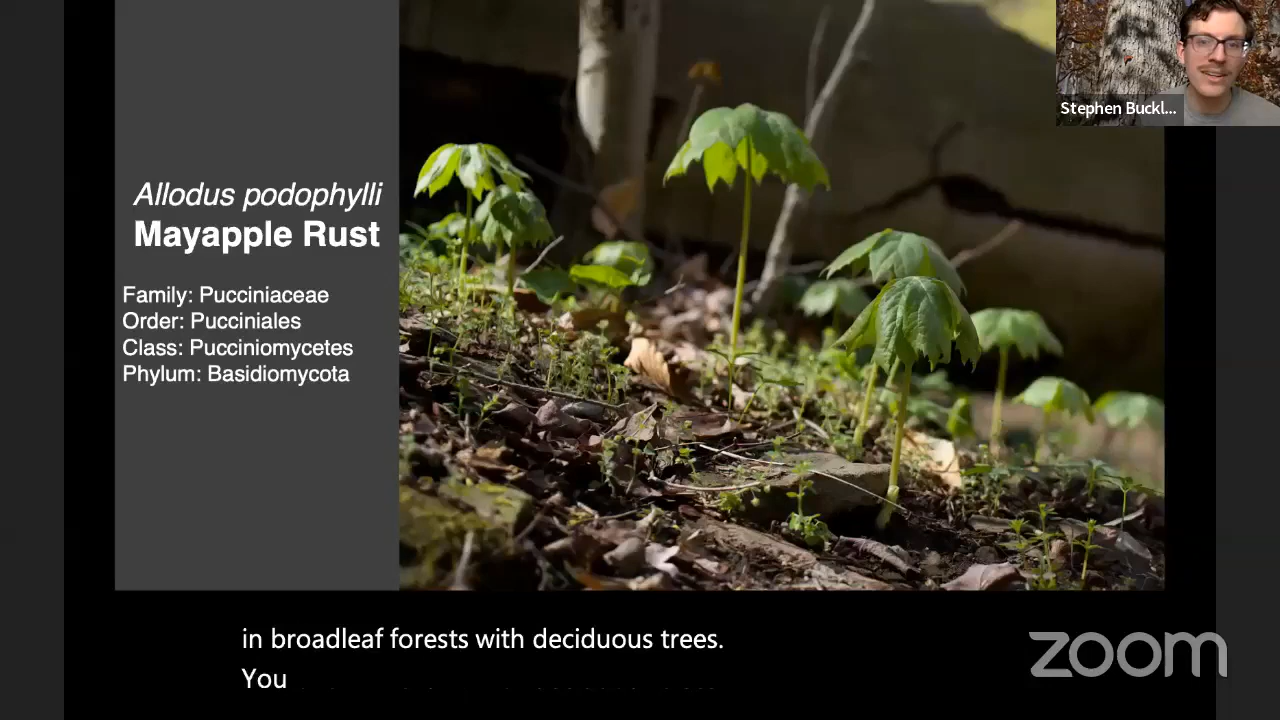 Stephen Buckl...
Allodus podophylli
Mayapple Rust
Family: Pucciniaceae
Order: Pucciniales
Class: Pucciniomycetes
Phylum: Basidiomycota
in broadleaf forests with deciduous trees.
You
zoom